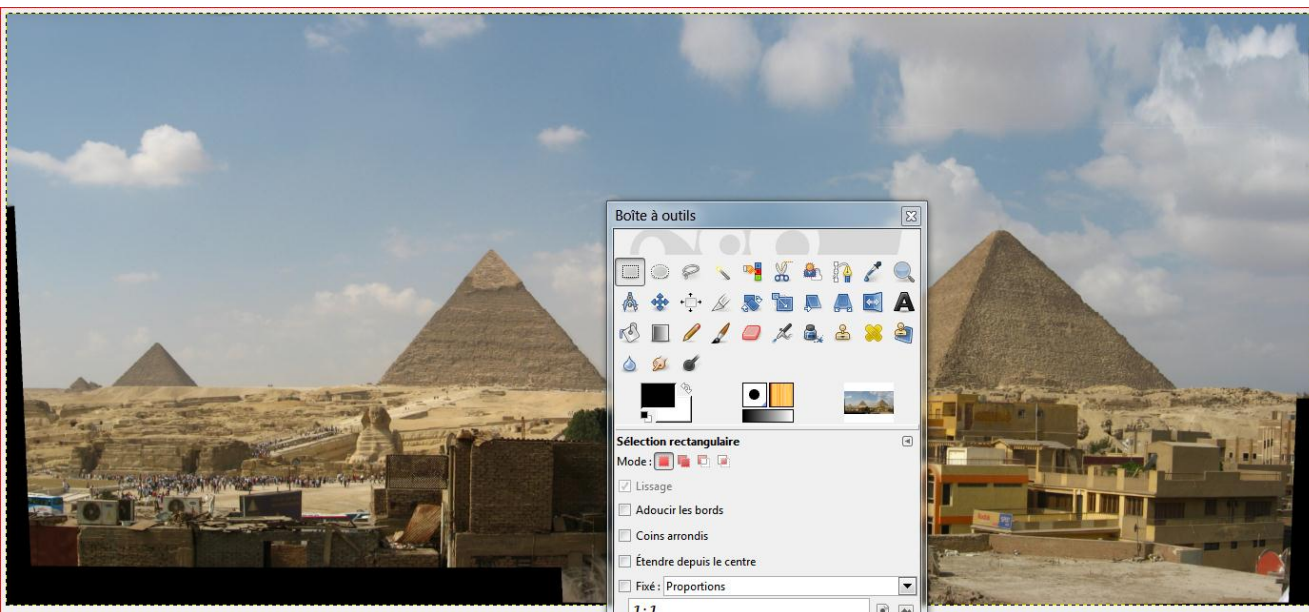 Boîte à outils
Sélection rectangulaire
Mode :
Lissage
Adoucir les bords
Coins arrondis
Étendre depuis le centre
Fixé : Proportions
1:1
Kodak